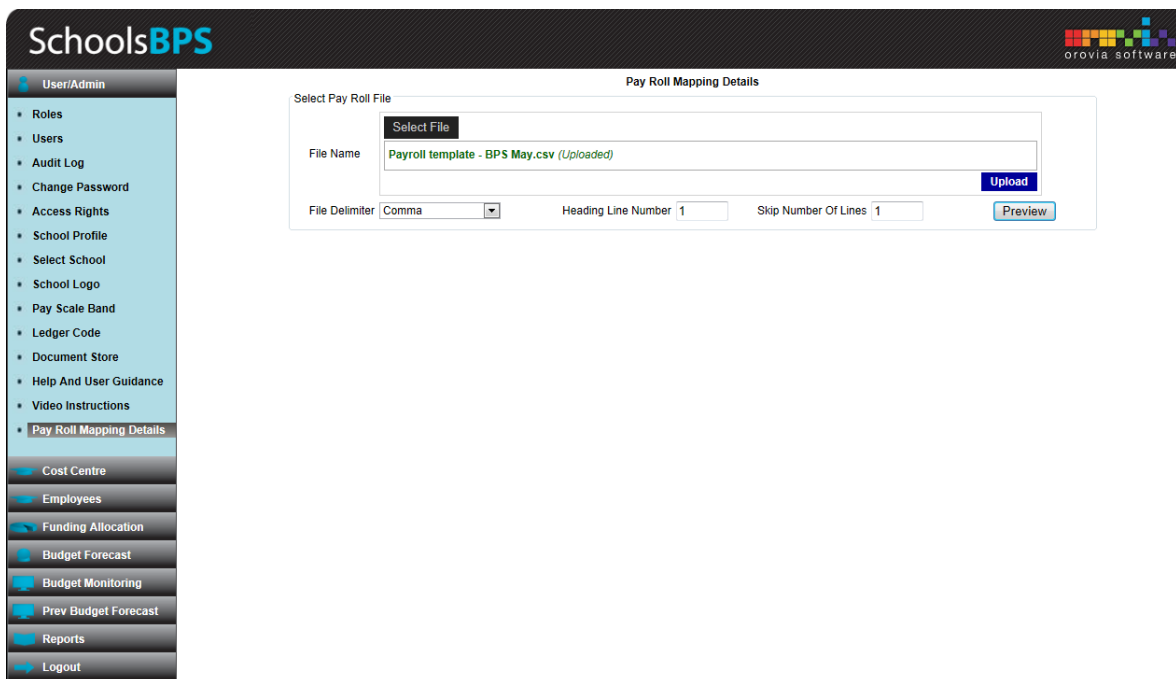 SchoolsBPS
orovia software
User/Admin
Roles
Users
Audit Log
Change Password
Access Rights
School Profile
Select School
School Logo
Pay Scale Band
Ledger Code
Document Store
Help And User Guidance
Video Instructions
Pay Roll Mapping Details
Cost Centre
Employees
Funding Allocation
Budget Forecast
Budget Monitoring
Prev Budget Forecast
Reports
Logout
Pay Roll Mapping Details
Select Pay Roll File
Select File
File Name Payroll template - BPS May.csv (Uploaded)
Upload
File Delimiter Comma Heading Line Number 1 Skip Number Of Lines 1 Preview